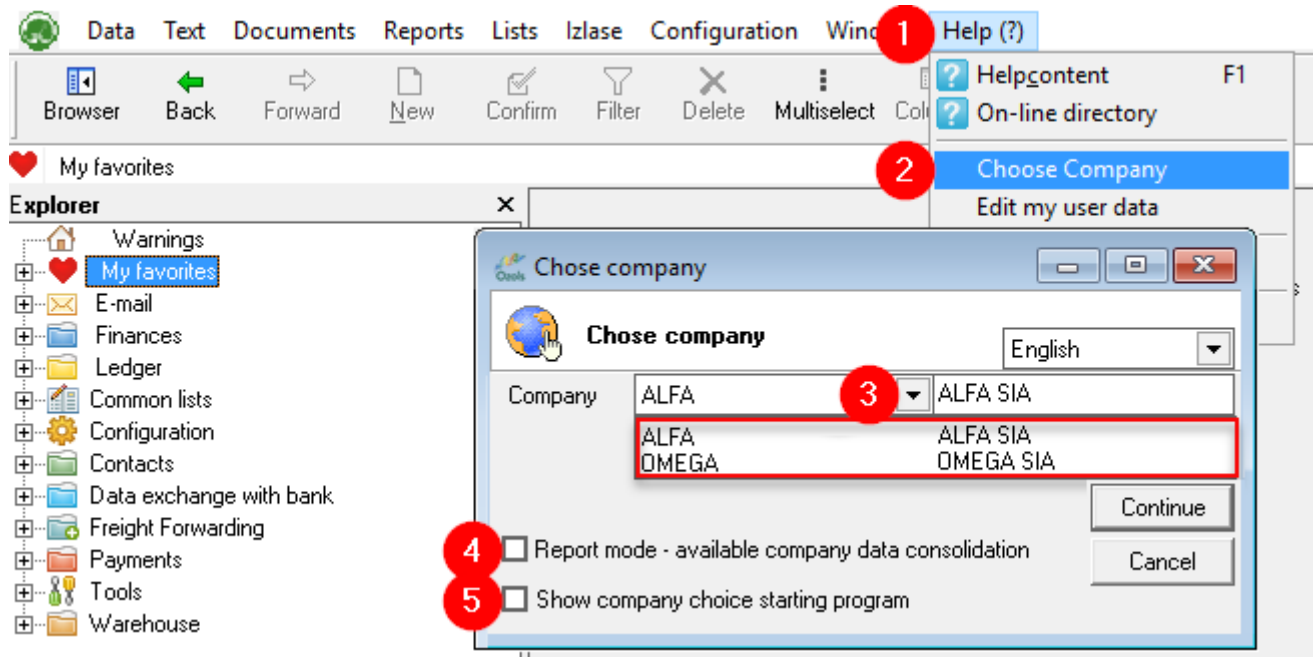 Data Text Documents Reports Lists Izlase Configuration Wind 1 Help (?)
Browser Back Forward New Confirm Filter Delete Multiselect
Helpcontent F1
On-line directory
2 Choose Company
Edit my user data
My favorites
Explorer
Warnings
My favorites
E-mail
Finances
Ledger
Common lists
Configuration
Contacts
Data exchange with bank
Freight Forwarding
Payments
Tools
Warehouse
Ozols Chose company
Chose company
English
Company ALFA 3 ALFA SIA
ALFA ALFA SIA
OMEGA OMEGA SIA
Continue
4 Report mode - available company data consolidation
Cancel
5 Show company choice starting program